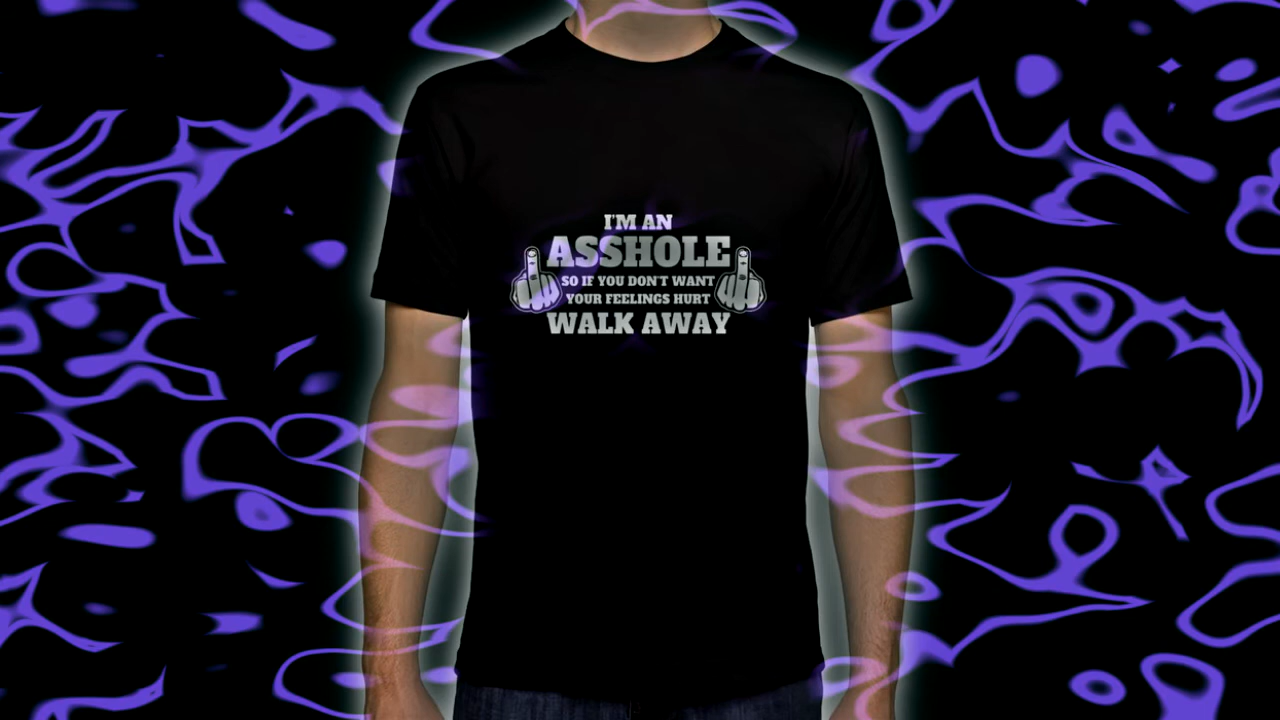 I'M AN
ASSHOLE
SO IF YOU DON'T WANT
YOUR FEELINGS HURT
WALK AWAY